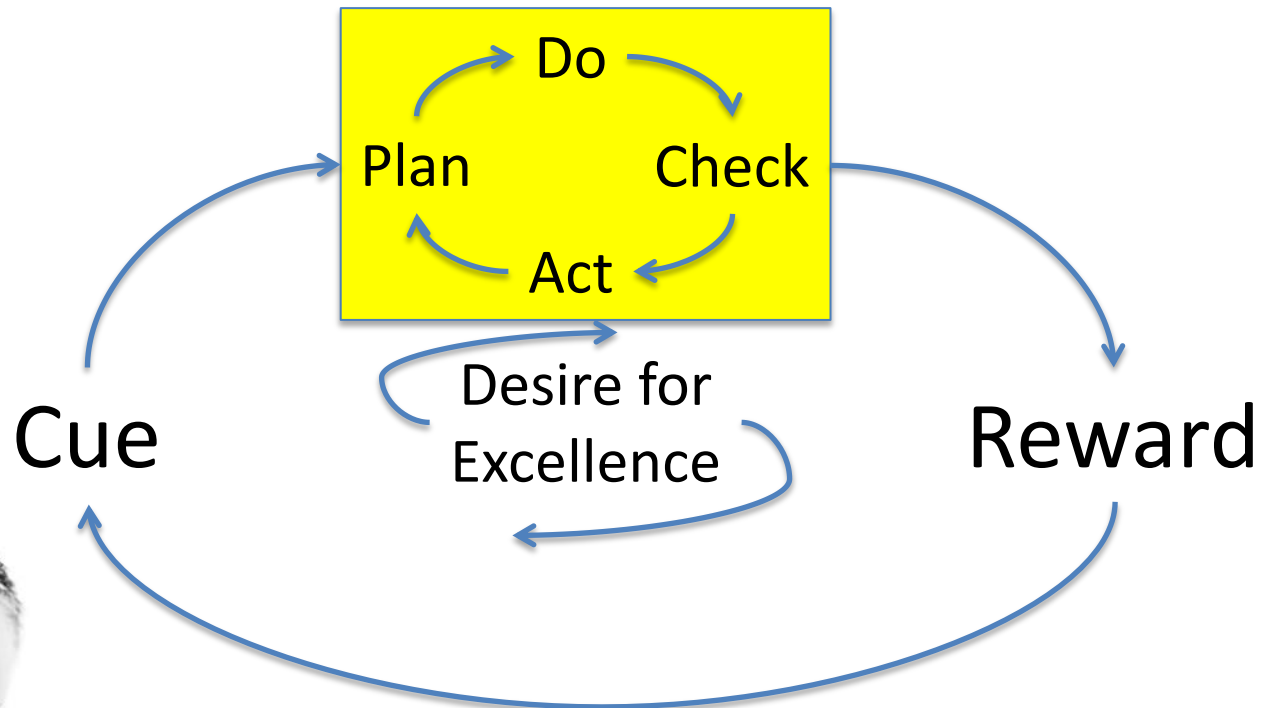 Do
Plan
Check
Act
Desire for
Excellence
Cue
Reward